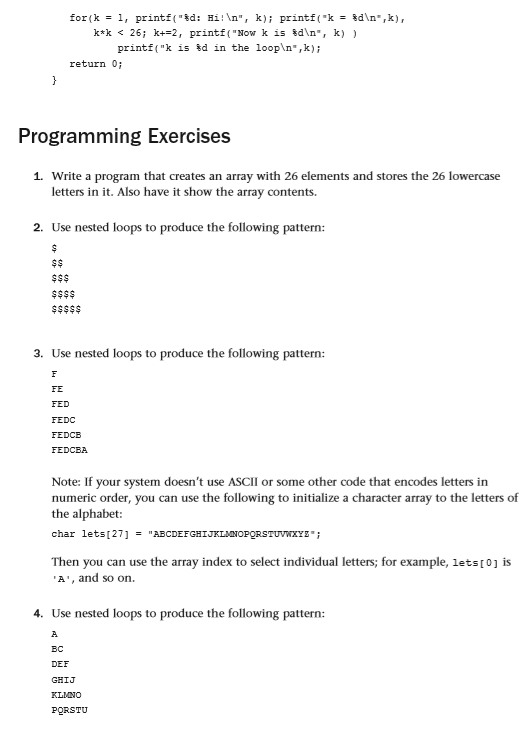 for(k = 1, printf("%d: Hi!\n", k); printf("k = %d\n",k),
k*k < 26; k+=2, printf("Now k is %d\n", k) )
printf("k is %d in the loop\n",k);
return 0;
}
Programming Exercises
1. Write a program that creates an array with 26 elements and stores the 26 lowercase
letters in it. Also have it show the array contents.
2. Use nested loops to produce the following pattern:
$
$$
$$$
$$$$
$$$$$
3. Use nested loops to produce the following pattern:
F
FE
FED
FEDC
FEDCB
FEDCBA
Note: If your system doesn't use ASCII or some other code that encodes letters in
numeric order, you can use the following to initialize a character array to the letters of
the alphabet:
char lets[27] = "ABCDEFGHIJKLMNOPQRSTUVWXYZ";
Then you can use the array index to select individual letters; for example, lets[0] is
'A', and so on.
4. Use nested loops to produce the following pattern:
A
BC
DEF
GHIJ
KLMNO
PQRSTU